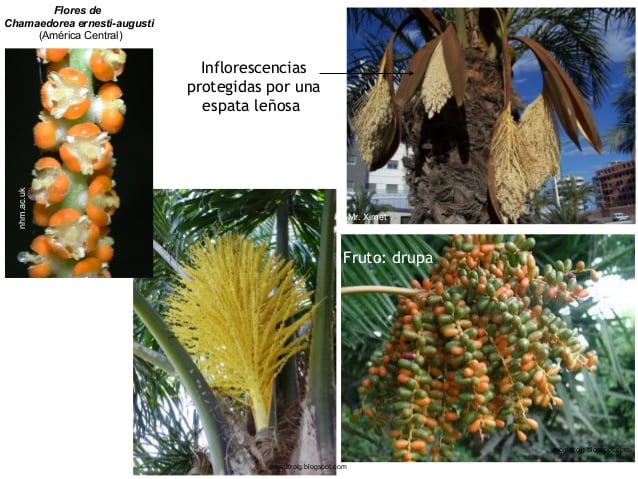 Flores de
Chamaedorea ernesti-augusti
(América Central)
nhm.ac.uk
Inflorescencias
protegidas por una
espata leñosa
Mr. Ximet
Fruto: drupa